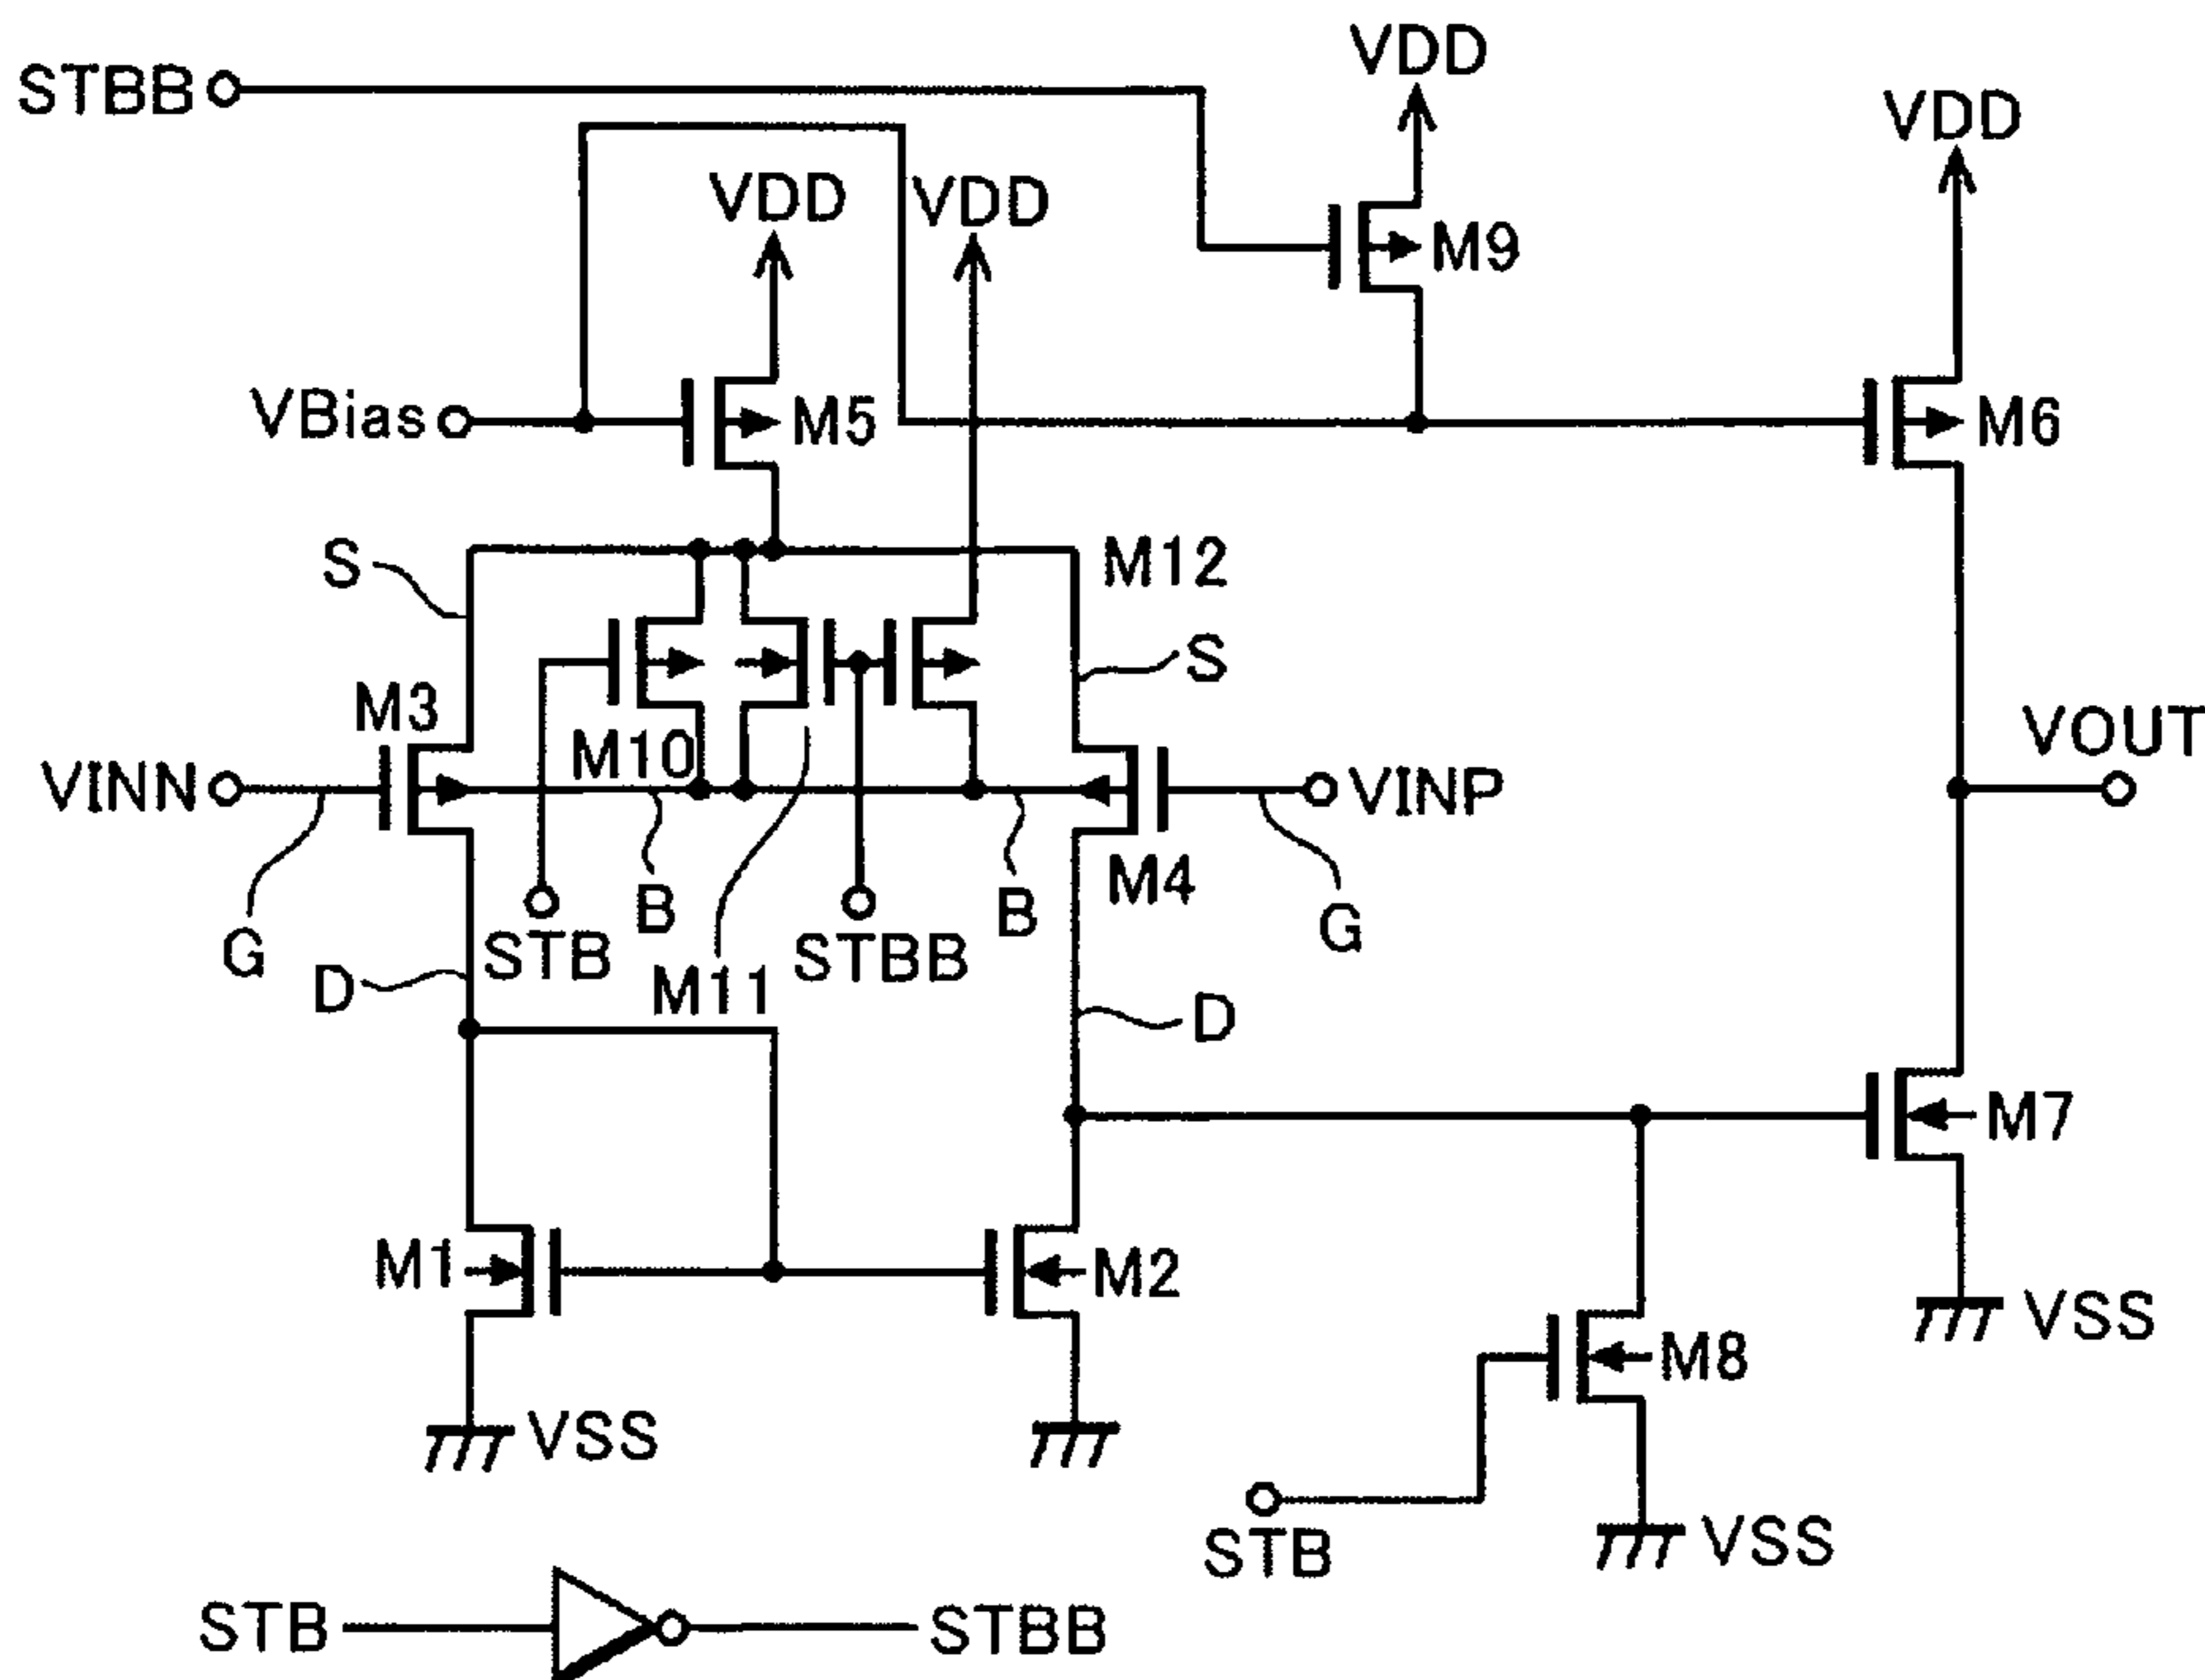 VDD
STBB
VDD
VDD
VDD
M9
VBias
M5
M6
S
M12
S
M3
M10
VOUT
VINN
VINP
B
B
M4
G
STB
STBB
G
D
M11
D
M7
M1
M2
VSS
M8
VSS
STB
VSS
STB
STBB